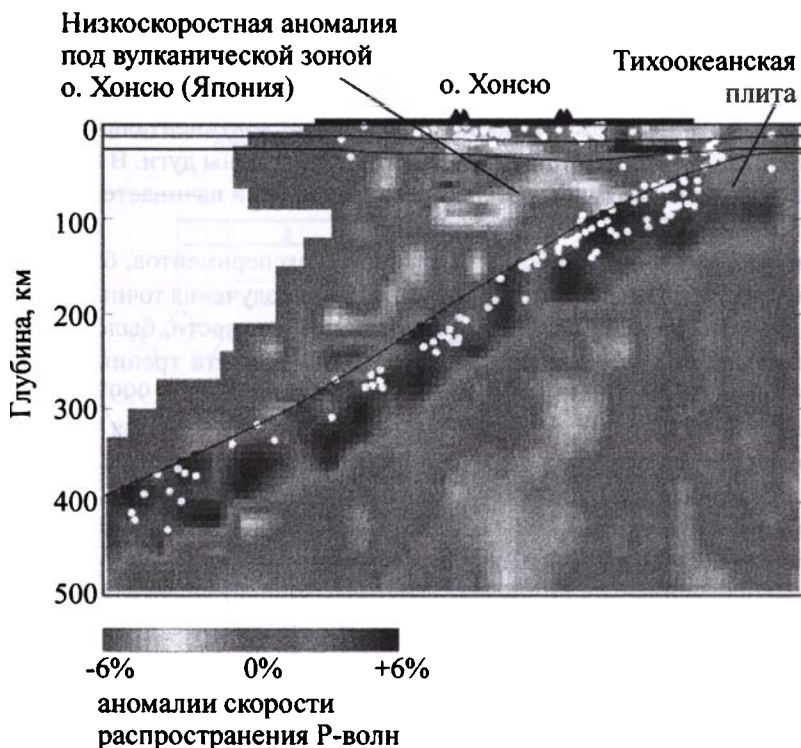 Низкоскоростная аномалия
под вулканической зоной
о. Хонсю (Япония)
о. Хонсю
Тихоокеанская
плита
0
100
200
300
400
500
Глубина, км
-6%
0%
+6%
аномалии скорости
распространения Р-волн